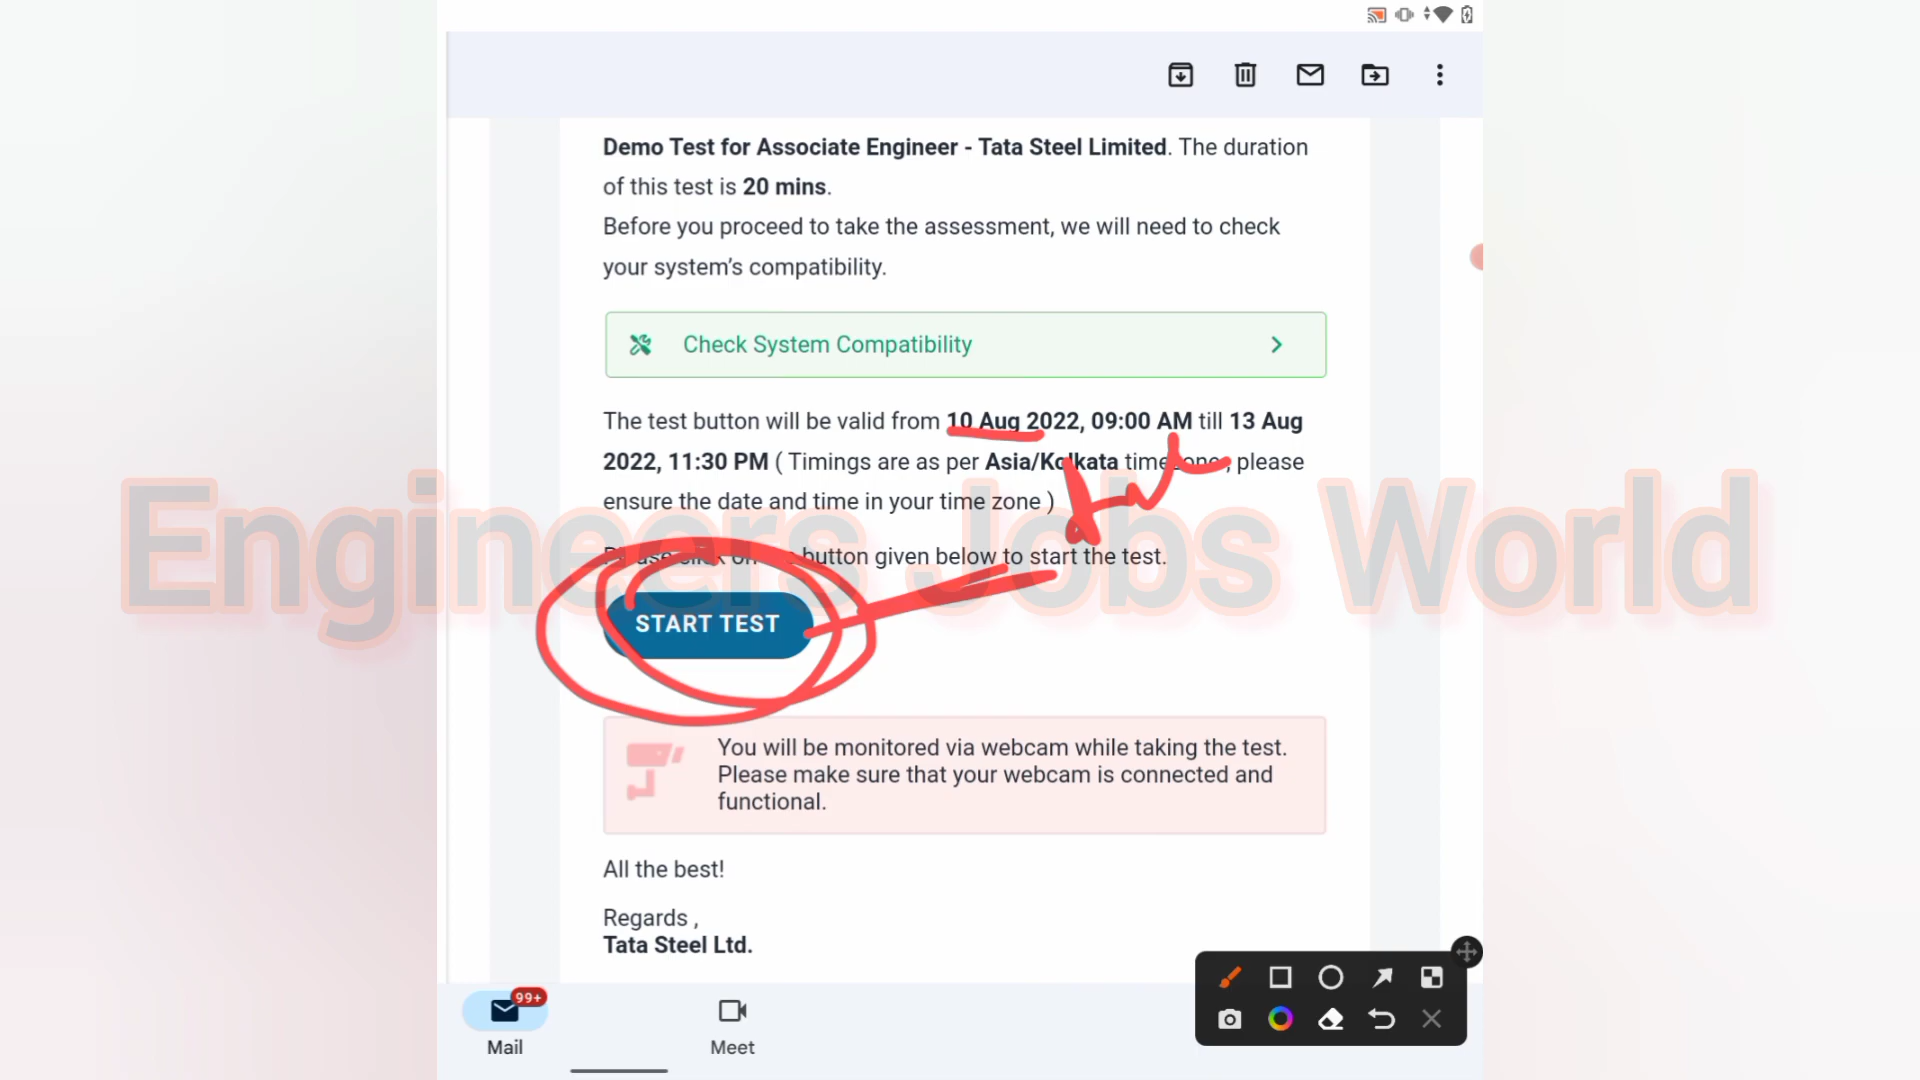 Demo Test for Associate Engineer - Tata Steel Limited. The duration
of this test is 20 mins.
Before you proceed to take the assessment, we will need to check
your system’s compatibility.
Check System Compatibility
The test button will be valid from 10 Aug 2022, 09:00 AM till 13 Aug
2022, 11:30 PM ( Timings are as per Asia/Kolkata timezone , please
ensure the date and time in your time zone )
Engineers Jobs World
Please click on the button given below to start the test.
START TEST
You will be monitored via webcam while taking the test.
Please make sure that your webcam is connected and
functional.
All the best!
Regards ,
Tata Steel Ltd.
99+
Mail
Meet